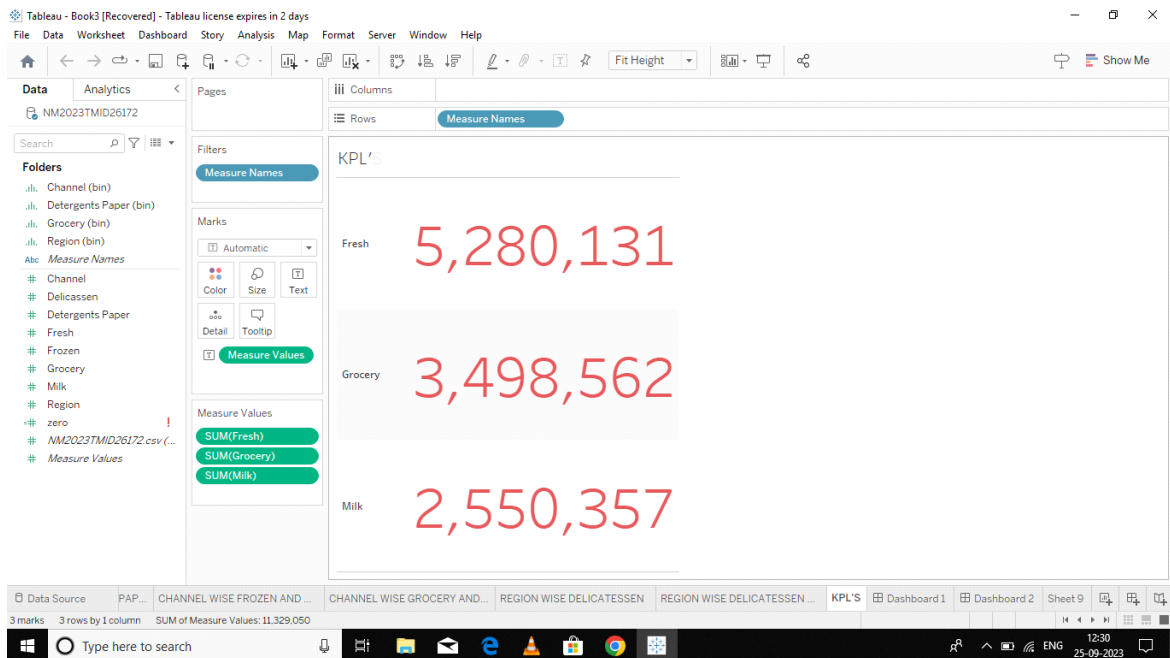 Tableau - Book3 [Recovered] - Tableau license expires in 2 days
File Data Worksheet Dashboard Story Analysis Map Format Server Window Help
Fit Height
Show Me
Data Analytics
NM2023TMID26172
Search
Folders
Channel (bin)
Detergents Paper (bin)
Grocery (bin)
Region (bin)
Abc Measure Names
# Channel
# Delicassen
# Detergents Paper
# Fresh
# Frozen
# Grocery
# Milk
# Region
# zero !
# NM2023TMID26172.csv (...
# Measure Values
Pages
Filters
Measure Names
Marks
Automatic
Color Size Text
Detail Tooltip
Measure Values
Measure Values
SUM(Fresh)
SUM(Grocery)
SUM(Milk)
Columns
Rows Measure Names
KPL'S
Fresh 5,280,131
Grocery 3,498,562
Milk 2,550,357
Data Source PAP... CHANNEL WISE FROZEN AND ... CHANNEL WISE GROCERY AND... REGION WISE DELICATESSEN REGION WISE DELICATESSEN ... KPL'S Dashboard 1 Dashboard 2 Sheet 9
3 marks 3 rows by 1 column SUM of Measure Values: 11,329,050
Type here to search
ENG
12:30
25-09-2023